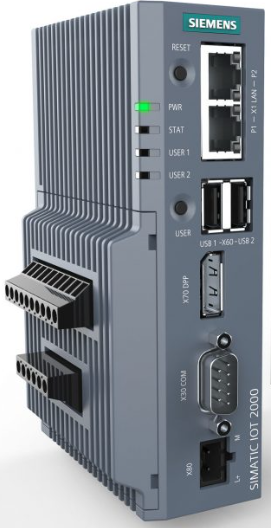 SIEMENS
RESET
P1 - X1 LAN - P2
PWR
STAT
USER 1
USER 2
USER
USB 1 -X60- USB 2
X70 DPP
X30 COM
X80
L+ M
SIMATIC IOT 2000